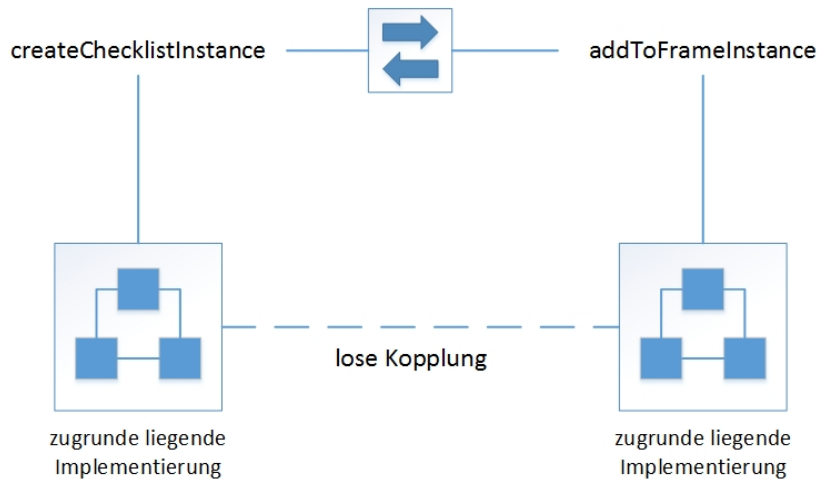 createChecklistInstance
addToFrameInstance
lose Kopplung
zugrunde liegende
Implementierung
zugrunde liegende
Implementierung